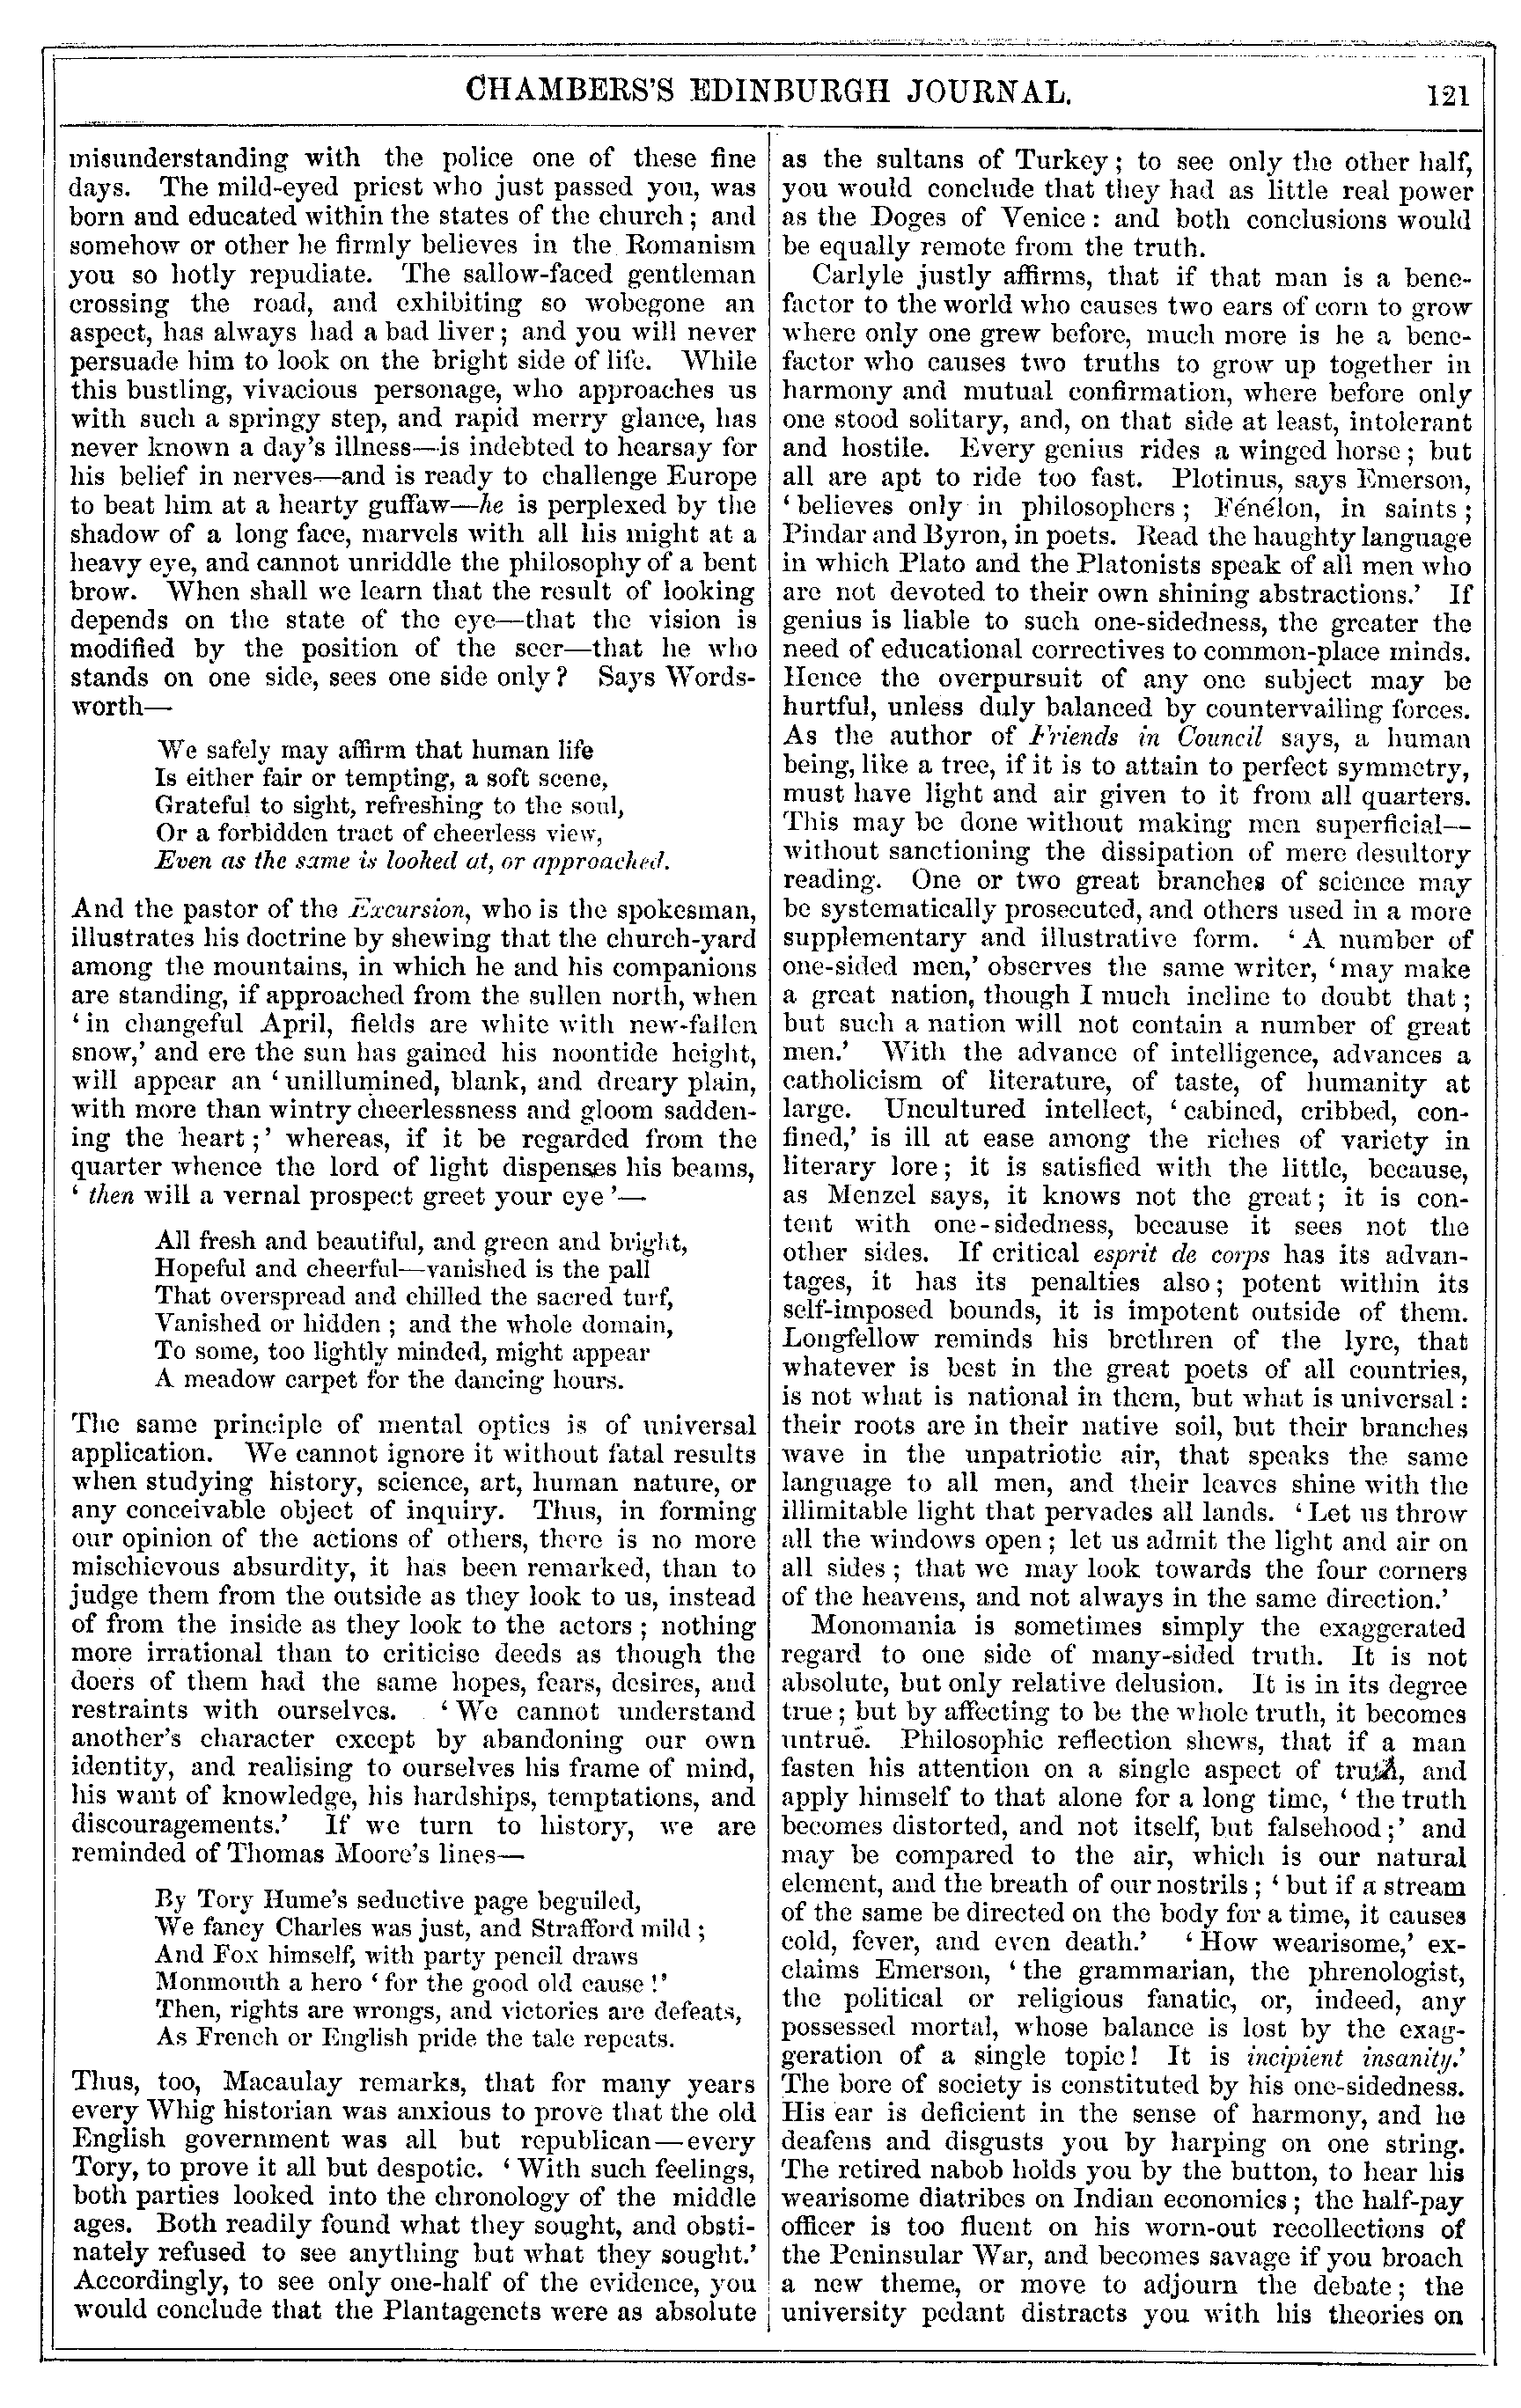 CHAMBERS'S EDINBURGH JOURNAL.
121
misunderstanding with the police one of these fine
days. The mild-eyed priest who just passed you, was
born and educated within the states of the church; and
somehow or other he firmly believes in the Romanism
you so hotly repudiate. The sallow-faced gentleman
crossing the road, and exhibiting so wobegone an
aspect, has always had a bad liver; and you will never
persuade him to look on the bright side of life. While
this bustling, vivacious personage, who approaches us
with such a springy step, and rapid merry glance, has
never known a day's illness—is indebted to hearsay for
his belief in nerves—and is ready to challenge Europe
to beat him at a hearty guffaw—he is perplexed by the
shadow of a long face, marvels with all his might at a
heavy eye, and cannot unriddle the philosophy of a bent
brow. When shall we learn that the result of looking
depends on the state of the eye—that the vision is
modified by the position of the seer—that he who
stands on one side, sees one side only? Says Words-
worth—
We safely may affirm that human life
Is either fair or tempting, a soft scene,
Grateful to sight, refreshing to the soul,
Or a forbidden tract of cheerless view,
Even as the same is looked at, or approached.
And the pastor of the Excursion, who is the spokesman,
illustrates his doctrine by shewing that the church-yard
among the mountains, in which he and his companions
are standing, if approached from the sullen north, when
'in changeful April, fields are white with new-fallen
snow,' and ere the sun has gained his noontide height,
will appear an 'unillumined, blank, and dreary plain,
with more than wintry cheerlessness and gloom sadden-
ing the heart;' whereas, if it be regarded from the
quarter whence the lord of light dispenses his beams,
'then will a vernal prospect greet your eye'—
All fresh and beautiful, and green and bright,
Hopeful and cheerful—vanished is the pall
That overspread and chilled the sacred turf,
Vanished or hidden; and the whole domain,
To some, too lightly minded, might appear
A meadow carpet for the dancing hours.
The same principle of mental optics is of universal
application. We cannot ignore it without fatal results
when studying history, science, art, human nature, or
any conceivable object of inquiry. Thus, in forming
our opinion of the actions of others, there is no more
mischievous absurdity, it has been remarked, than to
judge them from the outside as they look to us, instead
of from the inside as they look to the actors; nothing
more irrational than to criticise deeds as though the
doers of them had the same hopes, fears, desires, and
restraints with ourselves. 'We cannot understand
another's character except by abandoning our own
identity, and realising to ourselves his frame of mind,
his want of knowledge, his hardships, temptations, and
discouragements.' If we turn to history, we are
reminded of Thomas Moore's lines—
By Tory Hume's seductive page beguiled,
We fancy Charles was just, and Strafford mild;
And Fox himself, with party pencil draws
Monmouth a hero 'for the good old cause!'
Then, rights are wrongs, and victories are defeats,
As French or English pride the tale repeats.
Thus, too, Macaulay remarks, that for many years
every Whig historian was anxious to prove that the old
English government was all but republican—every
Tory, to prove it all but despotic. 'With such feelings,
both parties looked into the chronology of the middle
ages. Both readily found what they sought, and obsti-
nately refused to see anything but what they sought.'
Accordingly, to see only one-half of the evidence, you
would conclude that the Plantagenets were as absolute
as the sultans of Turkey; to see only the other half,
you would conclude that they had as little real power
as the Doges of Venice: and both conclusions would
be equally remote from the truth.
Carlyle justly affirms, that if that man is a bene-
factor to the world who causes two ears of corn to grow
where only one grew before, much more is he a bene-
factor who causes two truths to grow up together in
harmony and mutual confirmation, where before only
one stood solitary, and, on that side at least, intolerant
and hostile. Every genius rides a winged horse; but
all are apt to ride too fast. Plotinus, says Emerson,
'believes only in philosophers; Fénélon, in saints;
Pindar and Byron, in poets. Read the haughty language
in which Plato and the Platonists speak of all men who
are not devoted to their own shining abstractions.' If
genius is liable to such one-sidedness, the greater the
need of educational correctives to common-place minds.
Hence the overpursuit of any one subject may be
hurtful, unless duly balanced by countervailing forces.
As the author of Friends in Council says, a human
being, like a tree, if it is to attain to perfect symmetry,
must have light and air given to it from all quarters.
This may be done without making men superficial—
without sanctioning the dissipation of mere desultory
reading. One or two great branches of science may
be systematically prosecuted, and others used in a more
supplementary and illustrative form. 'A number of
one-sided men,' observes the same writer, 'may make
a great nation, though I much incline to doubt that;
but such a nation will not contain a number of great
men.' With the advance of intelligence, advances a
catholicism of literature, of taste, of humanity at
large. Uncultured intellect, 'cabined, cribbed, con-
fined,' is ill at ease among the riches of variety in
literary lore; it is satisfied with the little, because,
as Menzel says, it knows not the great; it is con-
tent with one-sidedness, because it sees not the
other sides. If critical esprit de corps has its advan-
tages, it has its penalties also; potent within its
self-imposed bounds, it is impotent outside of them.
Longfellow reminds his brethren of the lyre, that
whatever is best in the great poets of all countries,
is not what is national in them, but what is universal:
their roots are in their native soil, but their branches
wave in the unpatriotic air, that speaks the same
language to all men, and their leaves shine with the
illimitable light that pervades all lands. 'Let us throw
all the windows open; let us admit the light and air on
all sides; that we may look towards the four corners
of the heavens, and not always in the same direction.'
Monomania is sometimes simply the exaggerated
regard to one side of many-sided truth. It is not
absolute, but only relative delusion. It is in its degree
true; but by affecting to be the whole truth, it becomes
untrue. Philosophic reflection shews, that if a man
fasten his attention on a single aspect of truth, and
apply himself to that alone for a long time, 'the truth
becomes distorted, and not itself, but falsehood;' and
may be compared to the air, which is our natural
element, and the breath of our nostrils; 'but if a stream
of the same be directed on the body for a time, it causes
cold, fever, and even death.' 'How wearisome,' ex-
claims Emerson, 'the grammarian, the phrenologist,
the political or religious fanatic, or, indeed, any
possessed mortal, whose balance is lost by the exag-
geration of a single topic! It is incipient insanity.'
The bore of society is constituted by his one-sidedness.
His ear is deficient in the sense of harmony, and he
deafens and disgusts you by harping on one string.
The retired nabob holds you by the button, to hear his
wearisome diatribes on Indian economics; the half-pay
officer is too fluent on his worn-out recollections of
the Peninsular War, and becomes savage if you broach
a new theme, or move to adjourn the debate; the
university pedant distracts you with his theories on